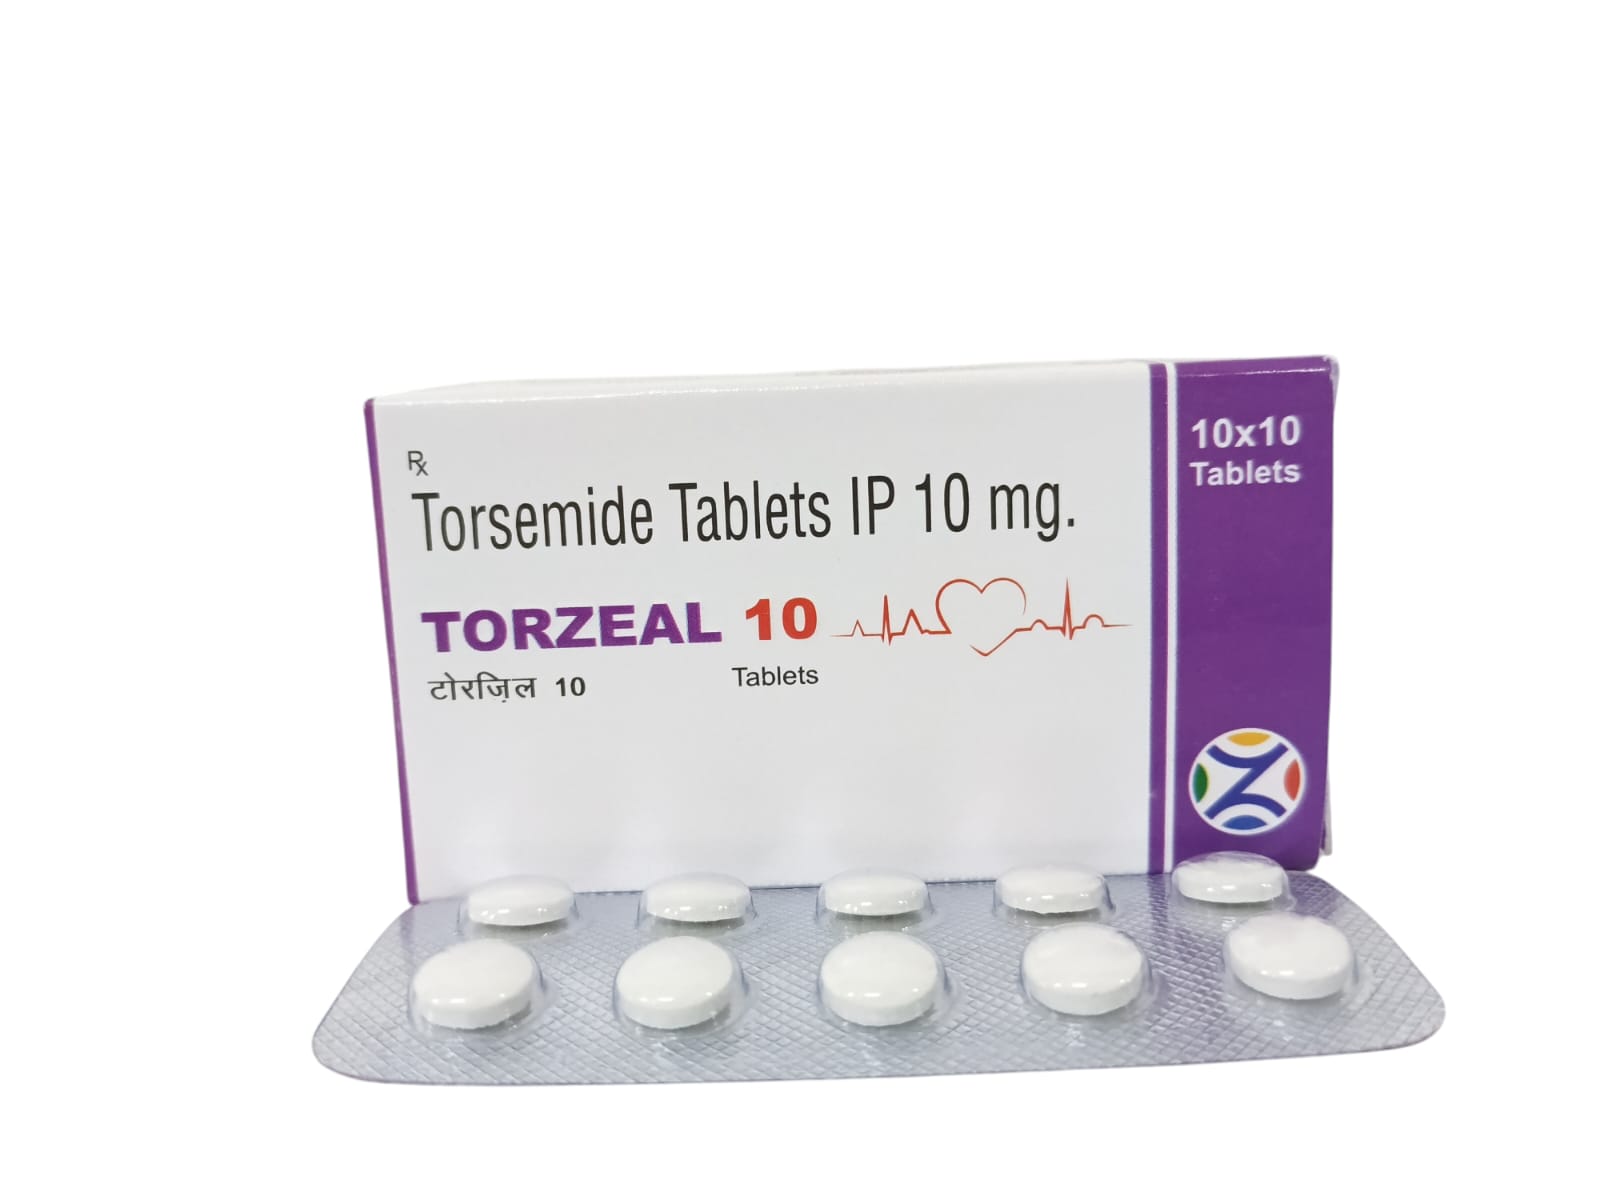 Rx
Torsemide Tablets IP 10 mg.
TORZEAL 10
Tablets
टोरज़िल 10
10x10
Tablets